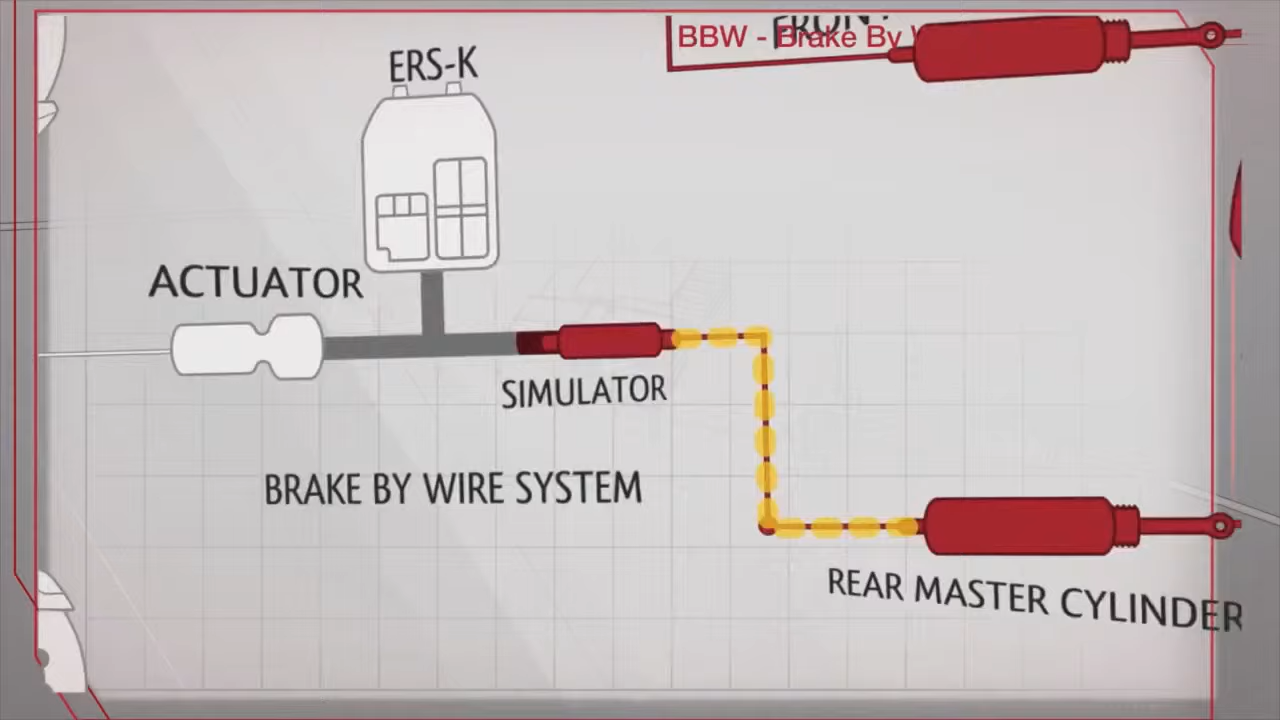 BBW - Brake By
ERS-K
ACTUATOR
SIMULATOR
BRAKE BY WIRE SYSTEM
REAR MASTER CYLINDER